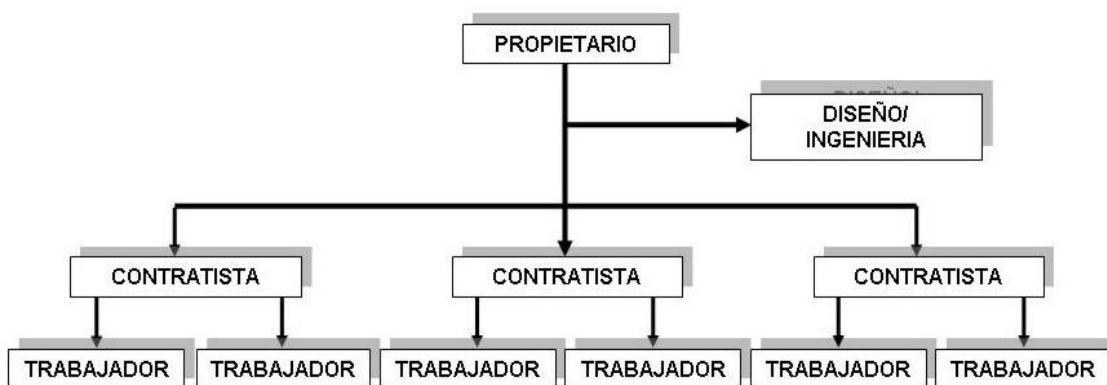 PROPIETARIO
DISEÑO/
INGENIERIA
CONTRATISTA
CONTRATISTA
CONTRATISTA
TRABAJADOR
TRABAJADOR
TRABAJADOR
TRABAJADOR
TRABAJADOR
TRABAJADOR